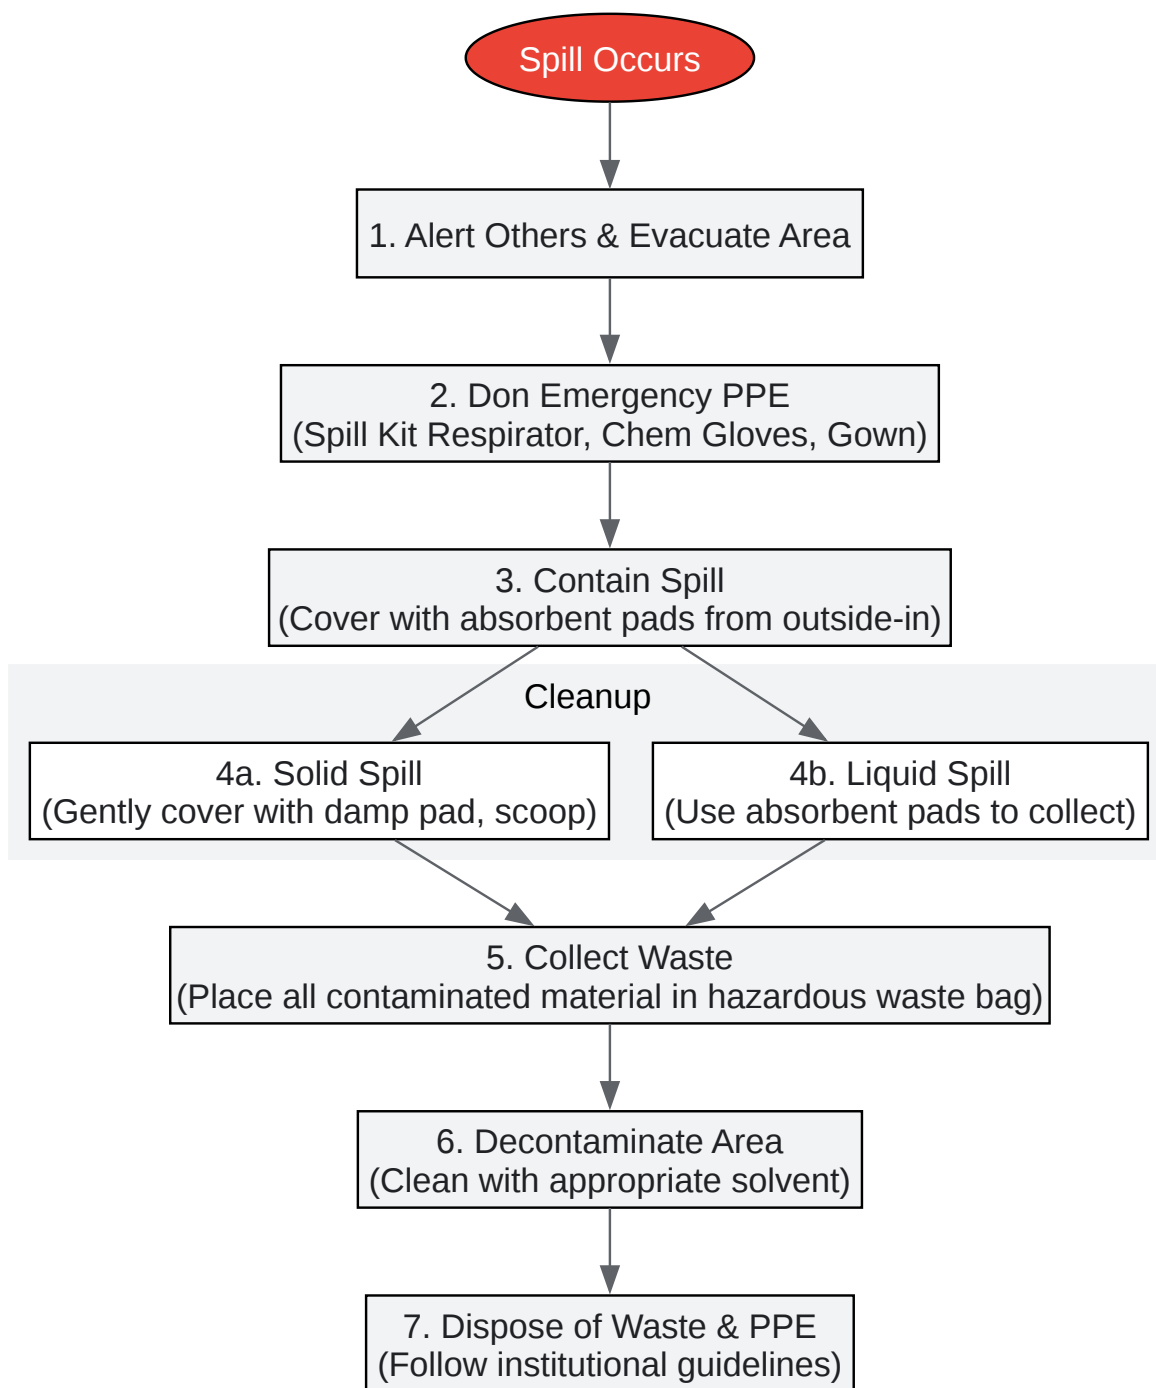 Spill Occurs
1. Alert Others & Evacuate Area
2. Don Emergency PPE
(Spill Kit Respirator, Chem Gloves, Gown)
3. Contain Spill
(Cover with absorbent pads from outside-in)
Cleanup
4a. Solid Spill
(Gently cover with damp pad, scoop)
4b. Liquid Spill
(Use absorbent pads to collect)
5. Collect Waste
(Place all contaminated material in hazardous waste bag)
6. Decontaminate Area
(Clean with appropriate solvent)
7. Dispose of Waste & PPE
(Follow institutional guidelines)